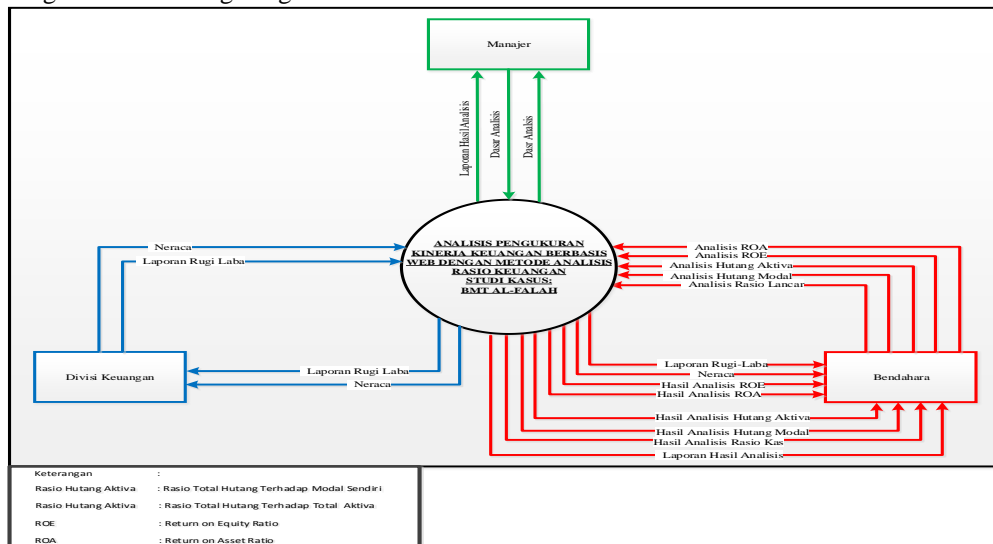 Manajer
Laporan Hasil Analisis
Dasar Analisis
Dasr Analisis
ANALISIS PENGUKURAN
KINERJA KEUANGAN BERBASIS
WEB DENGAN METODE ANALISIS
RASIO KEUANGAN
STUDI KASUS:
BMT AL-FALAH
Neraca
Laporan Rugi Laba
Analisis ROA
Analisis ROE
Analisis Hutang Aktiva
Analisis Hutang Modal
Analisis Rasio Lancar
Divisi Keuangan
Laporan Rugi Laba
Neraca
Laporan Rugi-Laba
Neraca
Hasil Analisis ROE
Hasil Analisis ROA
Bendahara
Hasil Analisis Hutang Aktiva
Hasil Analisis Hutang Modal
Hasil Analisis Rasio Kas
Laporan Hasil Analisis
Keterangan :
Rasio Hutang Aktiva : Rasio Total Hutang Terhadap Modal Sendiri
Rasio Hutang Aktiva : Rasio Total Hutang Terhadap Total Aktiva
ROE : Return on Equity Ratio
ROA : Return on Asset Ratio